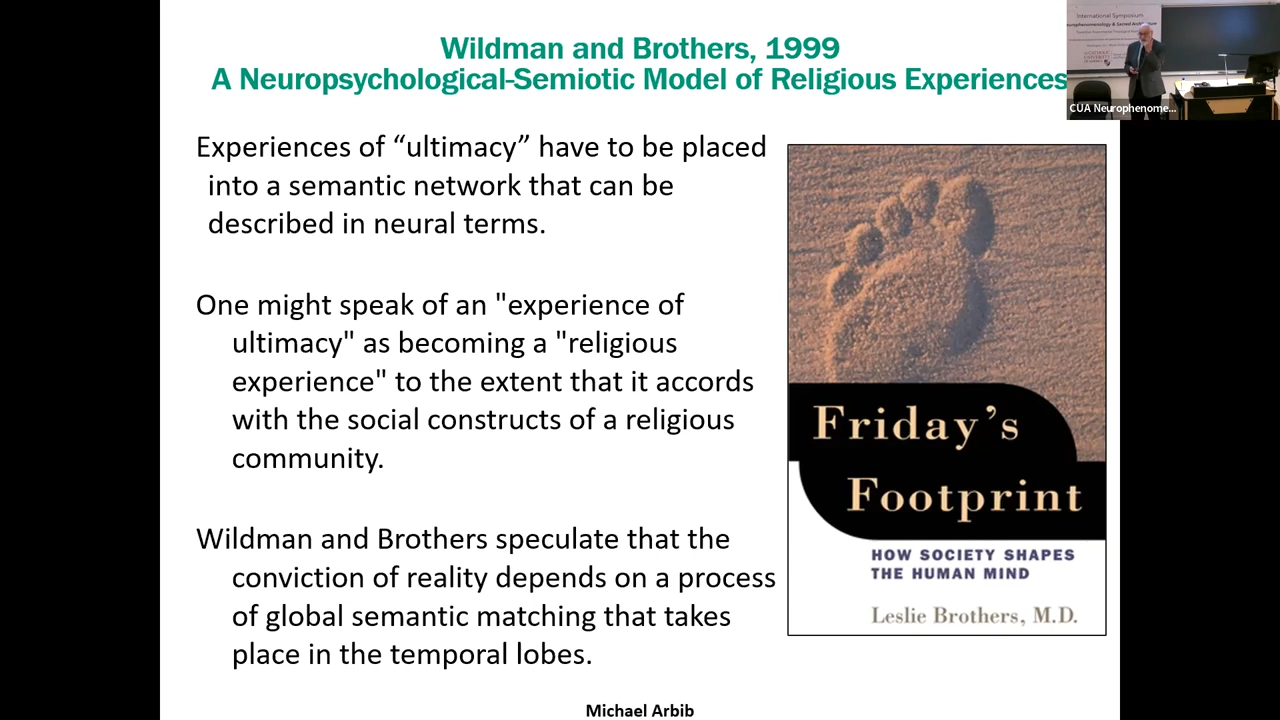 Wildman and Brothers, 1999
A Neuropsychological-Semiotic Model of Religious Experiences
International Symposium
CUA Neurophenome...
Experiences of “ultimacy” have to be placed
into a semantic network that can be
described in neural terms.
One might speak of an "experience of
ultimacy" as becoming a "religious
experience" to the extent that it accords
with the social constructs of a religious
community.
Wildman and Brothers speculate that the
conviction of reality depends on a process
of global semantic matching that takes
place in the temporal lobes.
Friday’s
Footprint
HOW SOCIETY SHAPES
THE HUMAN MIND
Leslie Brothers, M.D.
Michael Arbib